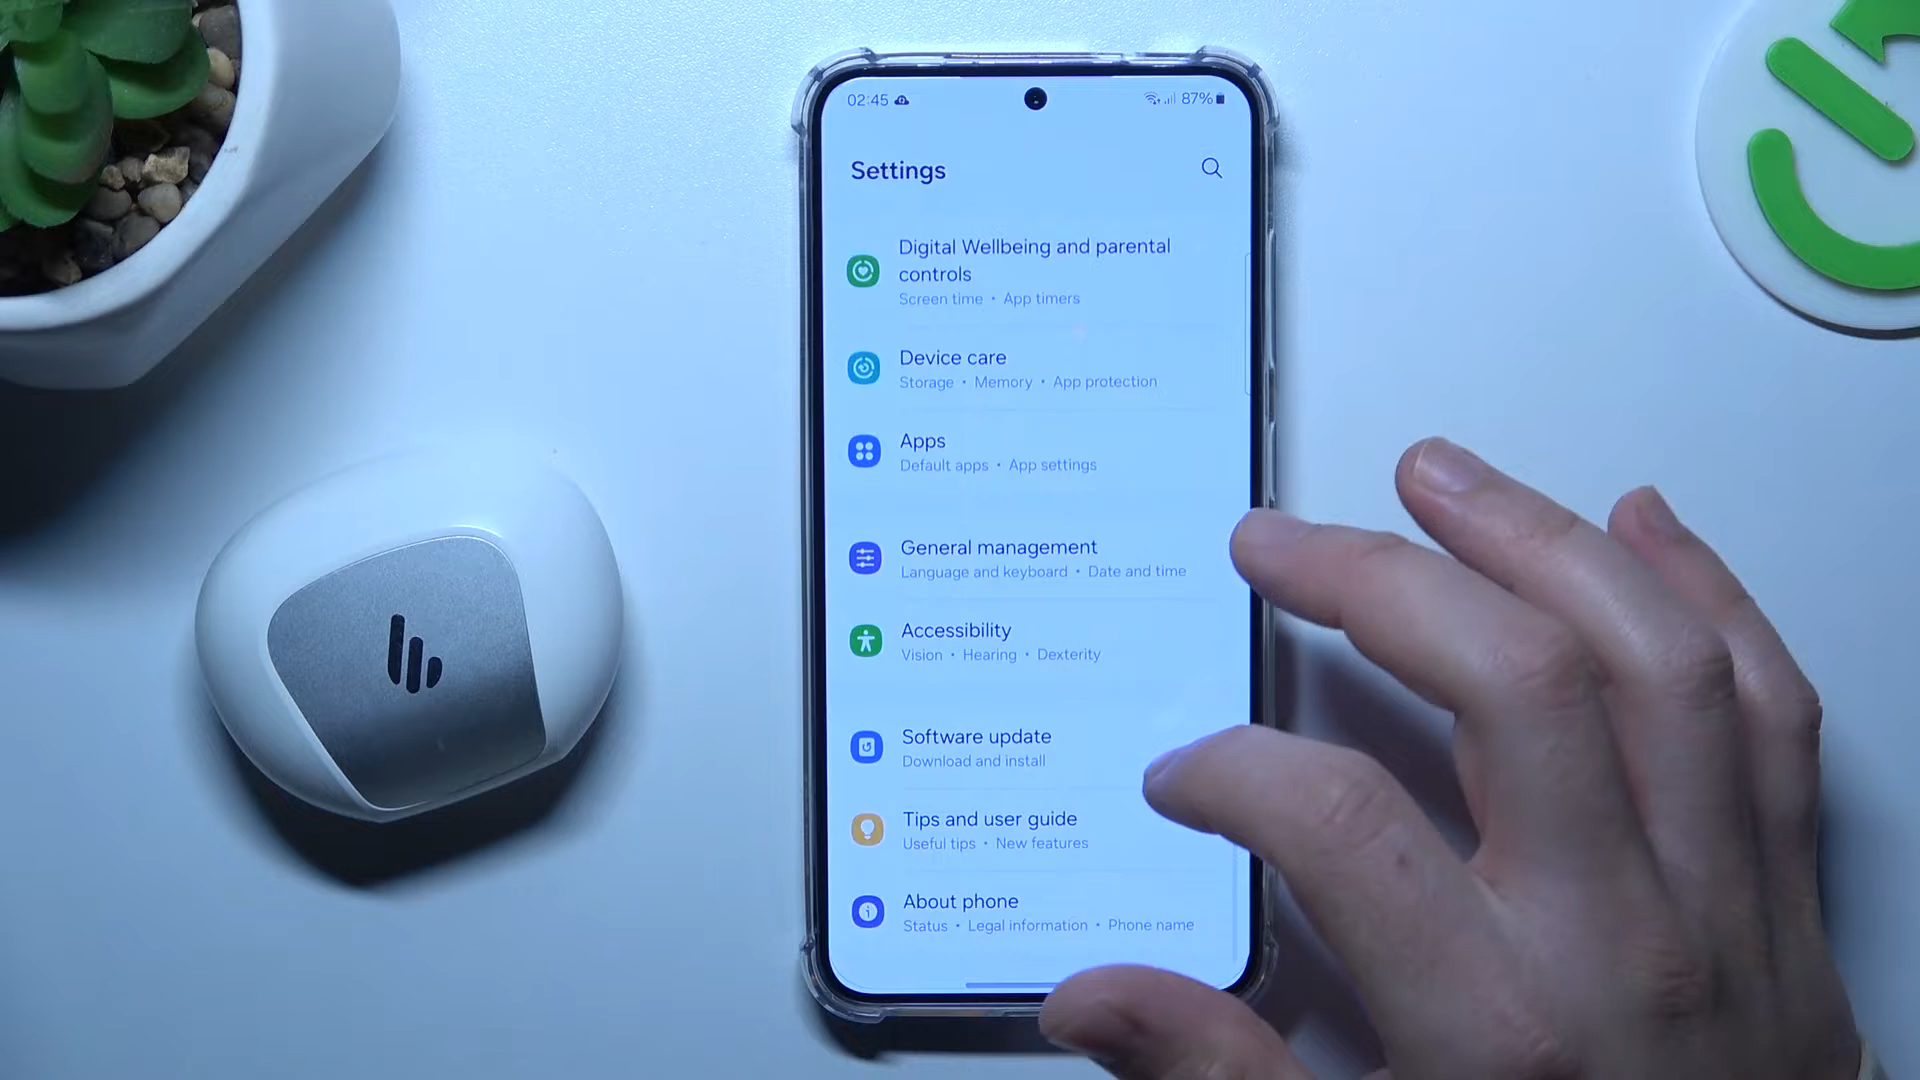 02:45
87%
Settings
Digital Wellbeing and parental
controls
Screen time • App timers
Device care
Storage • Memory • App protection
Apps
Default apps • App settings
General management
Language and keyboard • Date and time
Accessibility
Vision • Hearing • Dexterity
Software update
Download and install
Tips and user guide
Useful tips • New features
About phone
Status • Legal information • Phone name